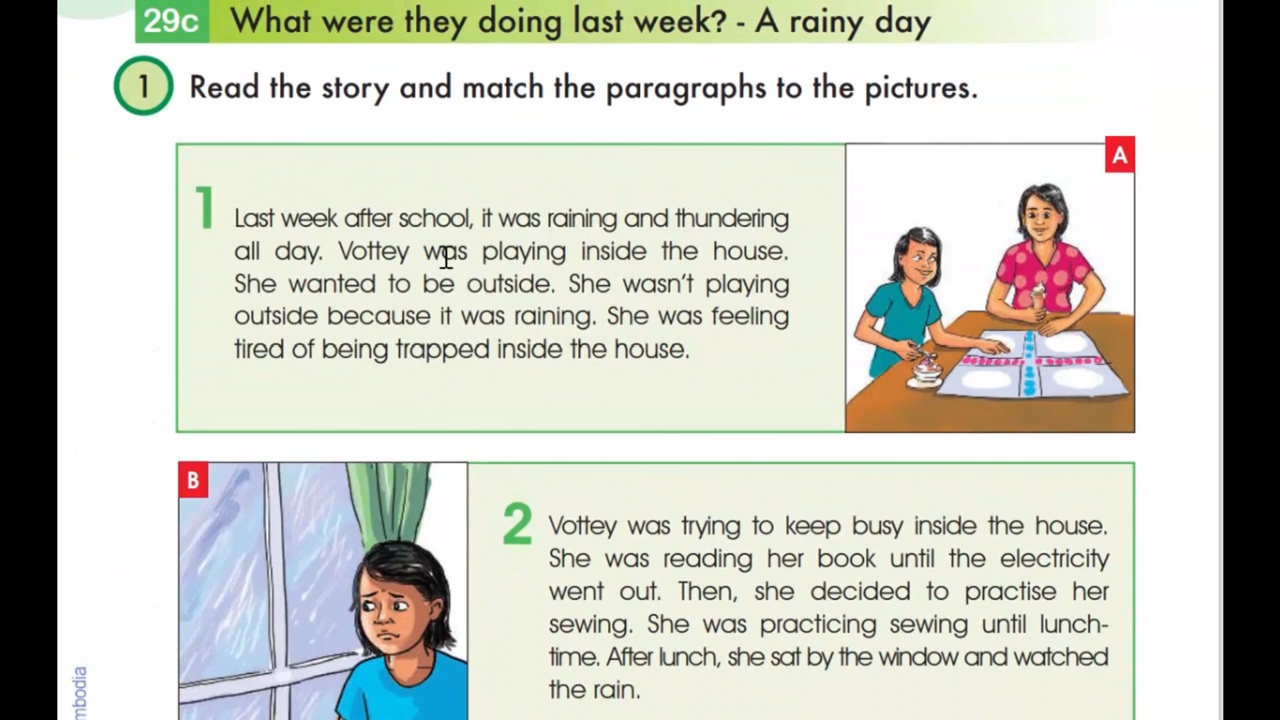 29c What were they doing last week? - A rainy day
1 Read the story and match the paragraphs to the pictures.
A
1 Last week after school, it was raining and thundering
all day. Vottey was playing inside the house.
She wanted to be outside. She wasn't playing
outside because it was raining. She was feeling
tired of being trapped inside the house.
B
2 Vottey was trying to keep busy inside the house.
She was reading her book until the electricity
went out. Then, she decided to practise her
sewing. She was practicing sewing until lunch-
time. After lunch, she sat by the window and watched
the rain.
mbodia